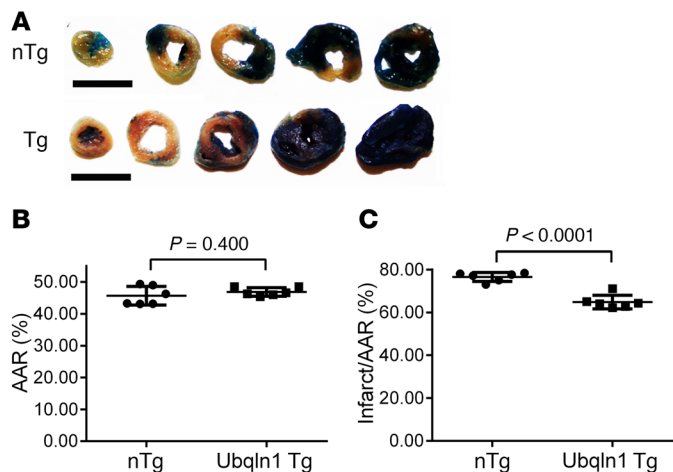 A
nTg
Tg
B
P = 0.400
AAR (%)
50.00
40.00
30.00
20.00
10.00
0.00
nTg
Ubqln1 Tg
C
P < 0.0001
Infarct/AAR (%)
80.00
60.00
40.00
20.00
0.00
nTg
Ubqln1 Tg